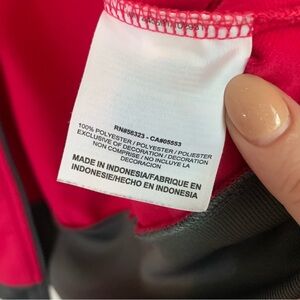 RN#56323 - CA#05553
100% POLYESTER / POLYESTER / POLIESTER
EXCLUSIVE OF DECORATION / DECORATION
NON COMPRISE / NO INCLUYE LA
DECORACIÓN
MADE IN INDONESIA/FABRIQUE EN
INDONESIE/HECHO EN INDONESIA